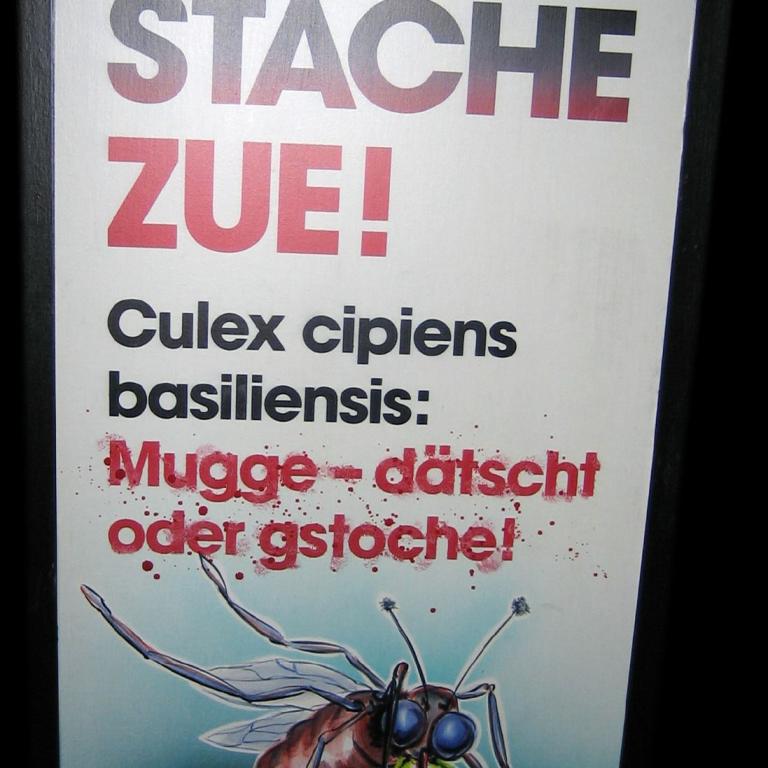 STACHE
ZUE!
Culex cipiens
basiliensis:
Mugge – dätscht
oder gstoche!